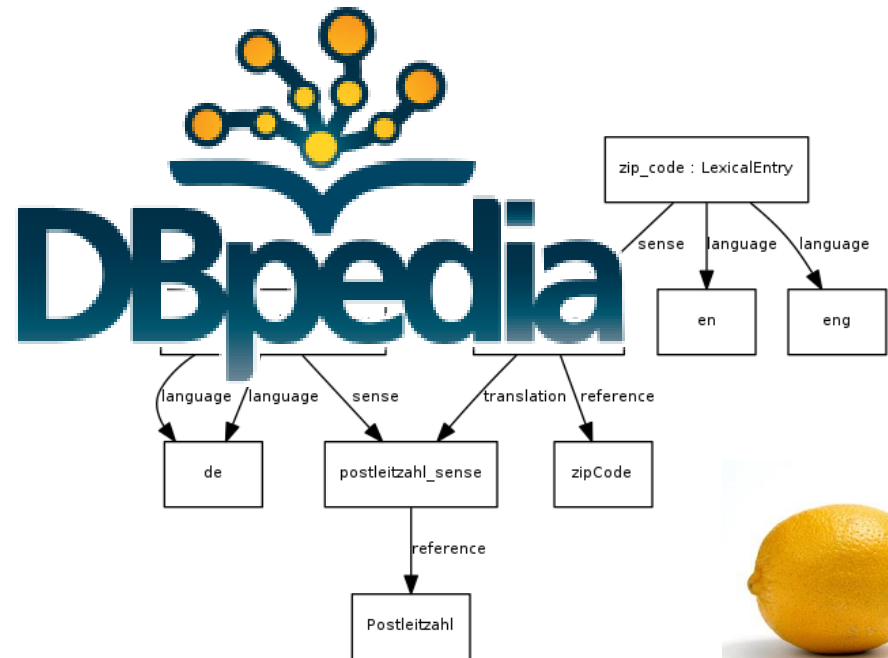 zip_code : LexicalEntry
DBpedia
sense
language
language
en
eng
language
language
sense
translation
reference
de
postleitzahl_sense
zipCode
reference
Postleitzahl